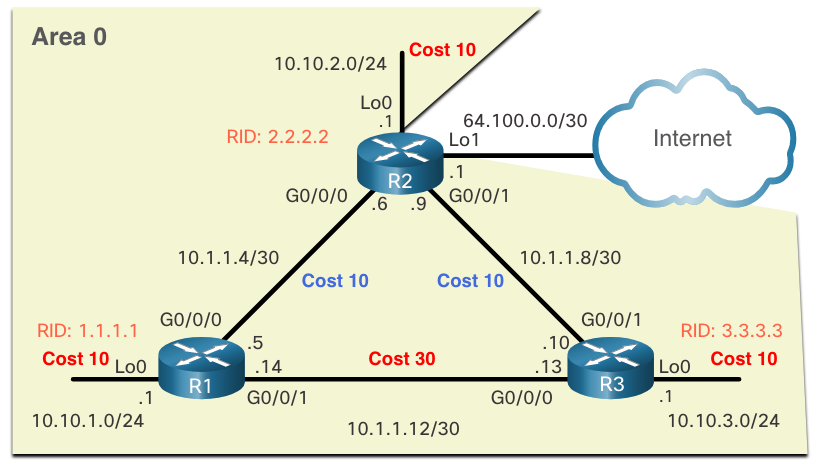 Area 0
Cost 10
10.10.2.0/24
Lo0
.1
64.100.0.0/30
Internet
RID: 2.2.2.2
Lo1
.1
R2
G0/0/0
.6
.9
G0/0/1
10.1.1.4/30
10.1.1.8/30
Cost 10
Cost 10
RID: 1.1.1.1
G0/0/0
G0/0/1
RID: 3.3.3.3
Cost 10
Lo0
.5
.14
Cost 30
.10
.13
Lo0
Cost 10
R1
R3
.1
G0/0/1
G0/0/0
.1
10.10.1.0/24
10.1.1.12/30
10.10.3.0/24